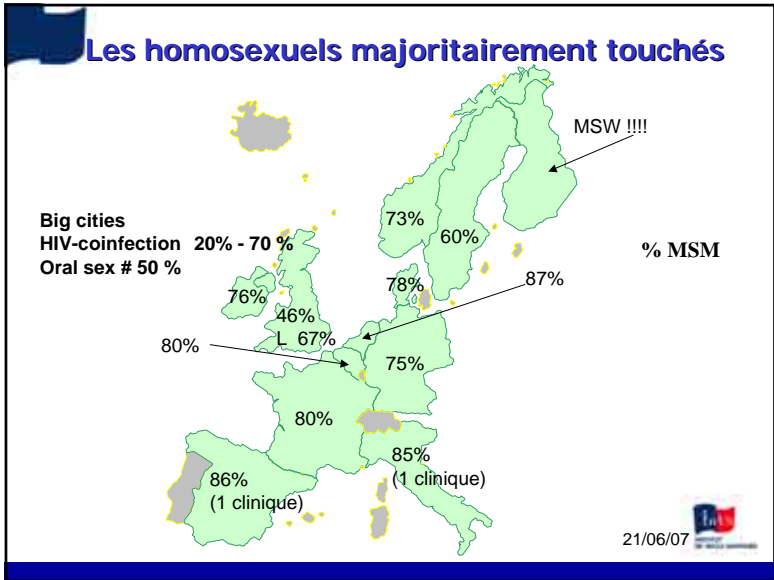 Les homosexuels majoritairement touchés
MSW !!!!
Big cities
HIV-coinfection 20% - 70 %
Oral sex # 50 %
% MSM
73%
60%
78%
87%
76%
46%
L 67%
80%
75%
80%
85%
(1 clinique)
86%
(1 clinique)
21/06/07